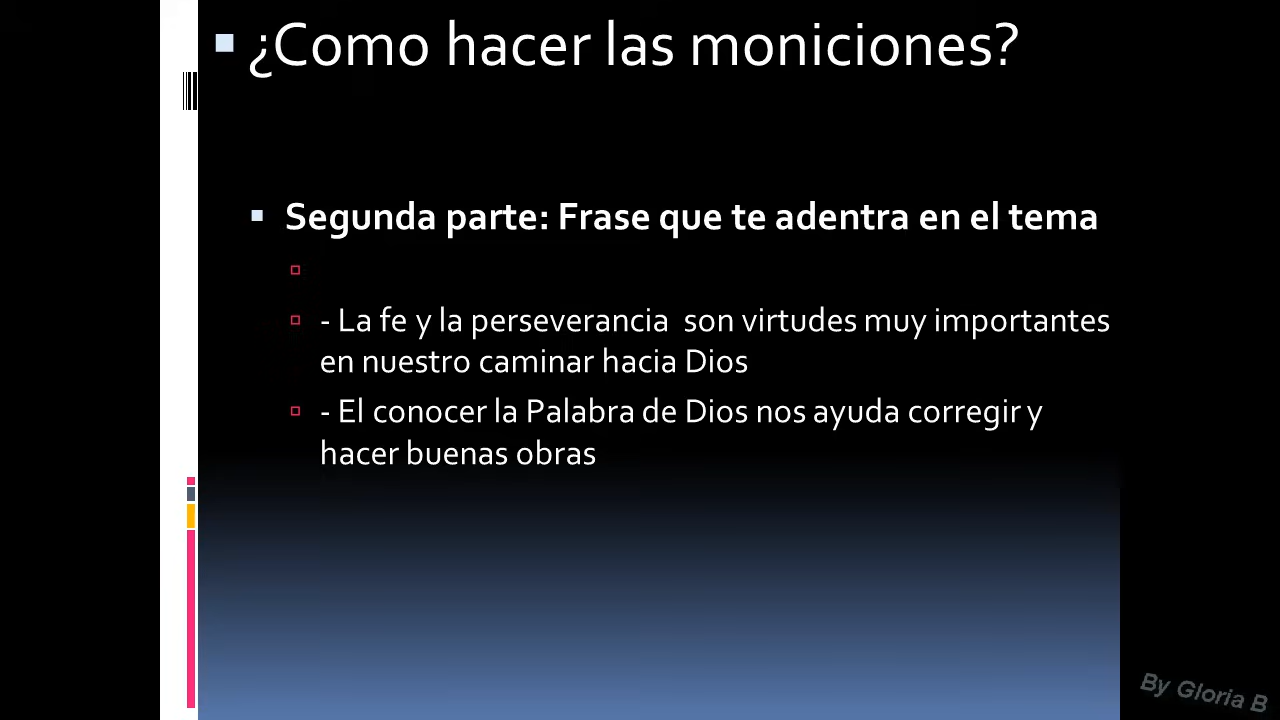 ¿Como hacer las moniciones?
Segunda parte: Frase que te adentra en el tema
- La fe y la perseverancia son virtudes muy importantes
en nuestro caminar hacia Dios
- El conocer la Palabra de Dios nos ayuda corregir y
hacer buenas obras
By Gloria B